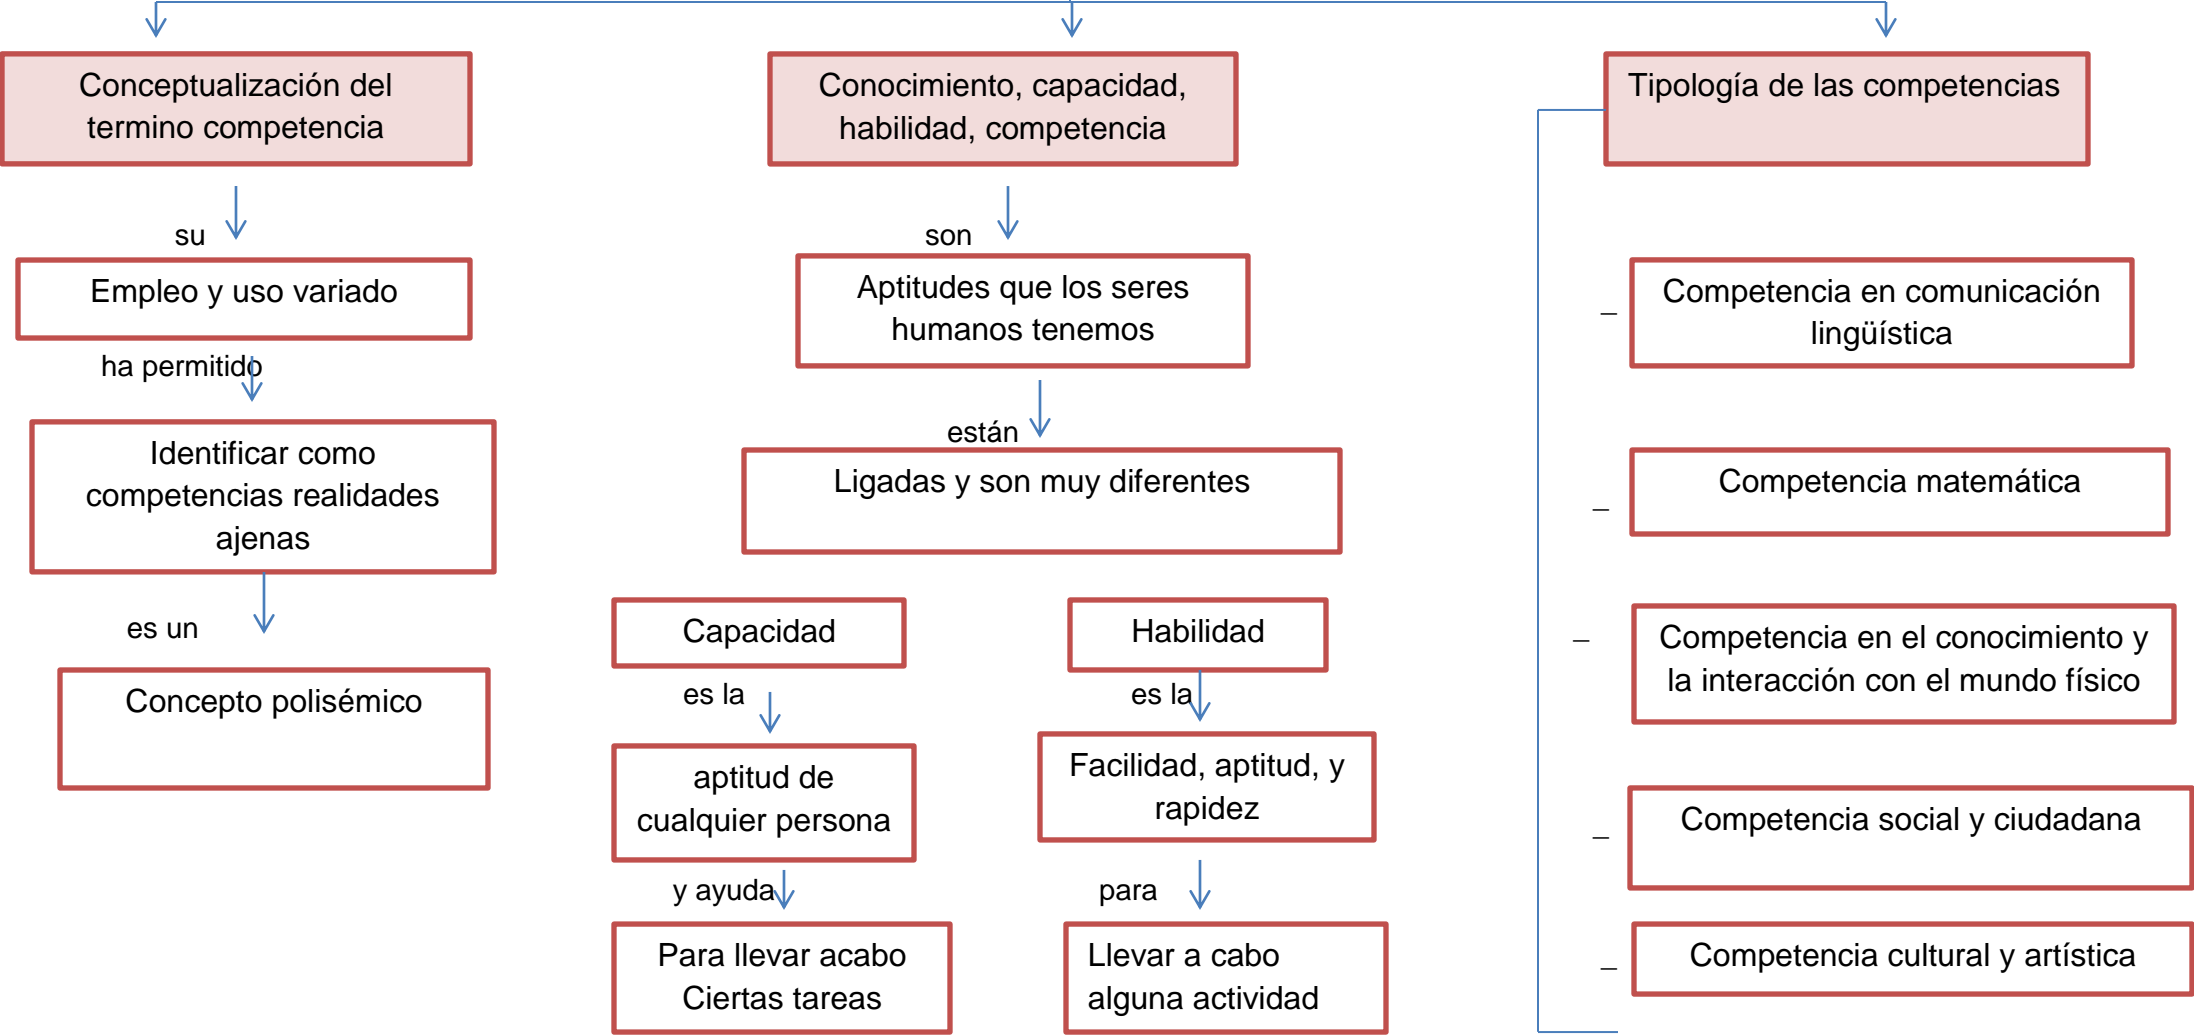 Conceptualización del
termino competencia
su
Empleo y uso variado
ha permitido
Identificar como
competencias realidades
ajenas
es un
Concepto polisémico
Conocimiento, capacidad,
habilidad, competencia
son
Aptitudes que los seres
humanos tenemos
están
Ligadas y son muy diferentes
Capacidad
es la
aptitud de
cualquier persona
y ayuda
Para llevar acabo
Ciertas tareas
Habilidad
es la
Facilidad, aptitud, y
rapidez
para
Llevar a cabo
alguna actividad
Tipología de las competencias
– Competencia en comunicación
lingüística
– Competencia matemática
– Competencia en el conocimiento y
la interacción con el mundo físico
– Competencia social y ciudadana
– Competencia cultural y artística